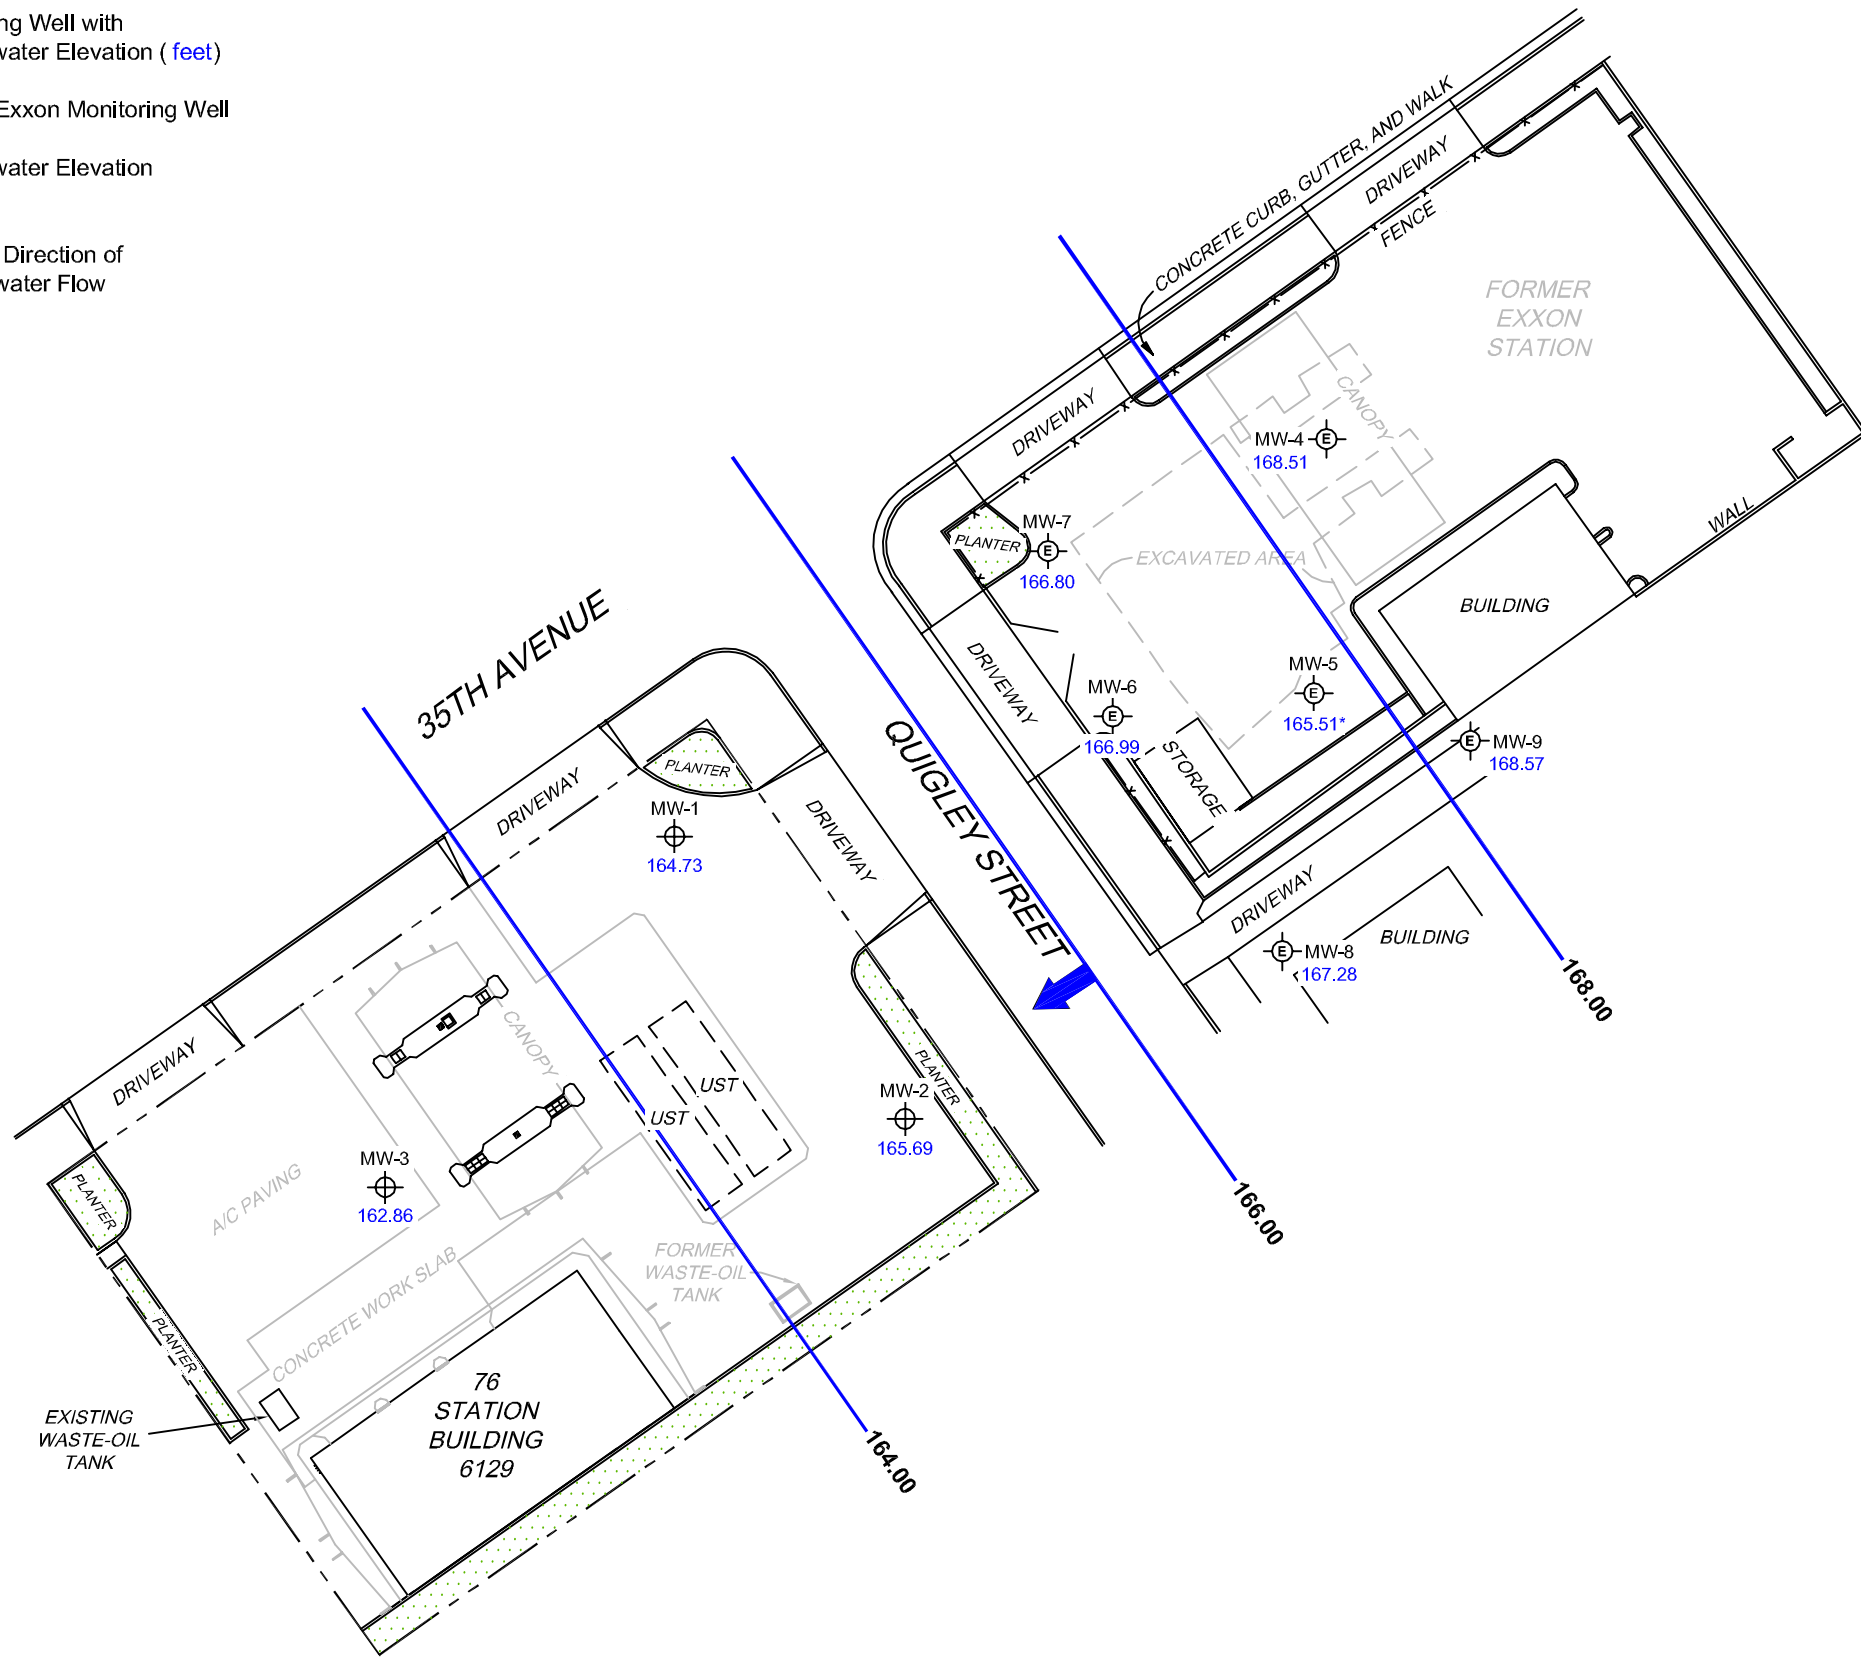 ng Well with
water Elevation ( feet)
Exxon Monitoring Well
water Elevation
Direction of
water Flow
CONCRETE CURB, GUTTER, AND WALK
DRIVEWAY
FENCE
FORMER
EXXON
STATION
CANOPY
DRIVEWAY
MW-4
168.51
MW-7
166.80
PLANTER
EXCAVATED AREA
WALL
BUILDING
35TH AVENUE
DRIVEWAY
MW-5
165.51*
MW-6
166.99
STORAGE
MW-9
168.57
QUIGLEY STREET
DRIVEWAY
MW-8
167.28
BUILDING
168.00
PLANTER
DRIVEWAY
MW-1
164.73
DRIVEWAY
DRIVEWAY
CANOPY
UST
UST
MW-2
165.69
PLANTER
166.00
MW-3
162.86
A/C PAVING
PLANTER
CONCRETE WORK SLAB
FORMER
WASTE-OIL
TANK
PLANTER
76
STATION
BUILDING
6129
EXISTING
WASTE-OIL
TANK
164.00